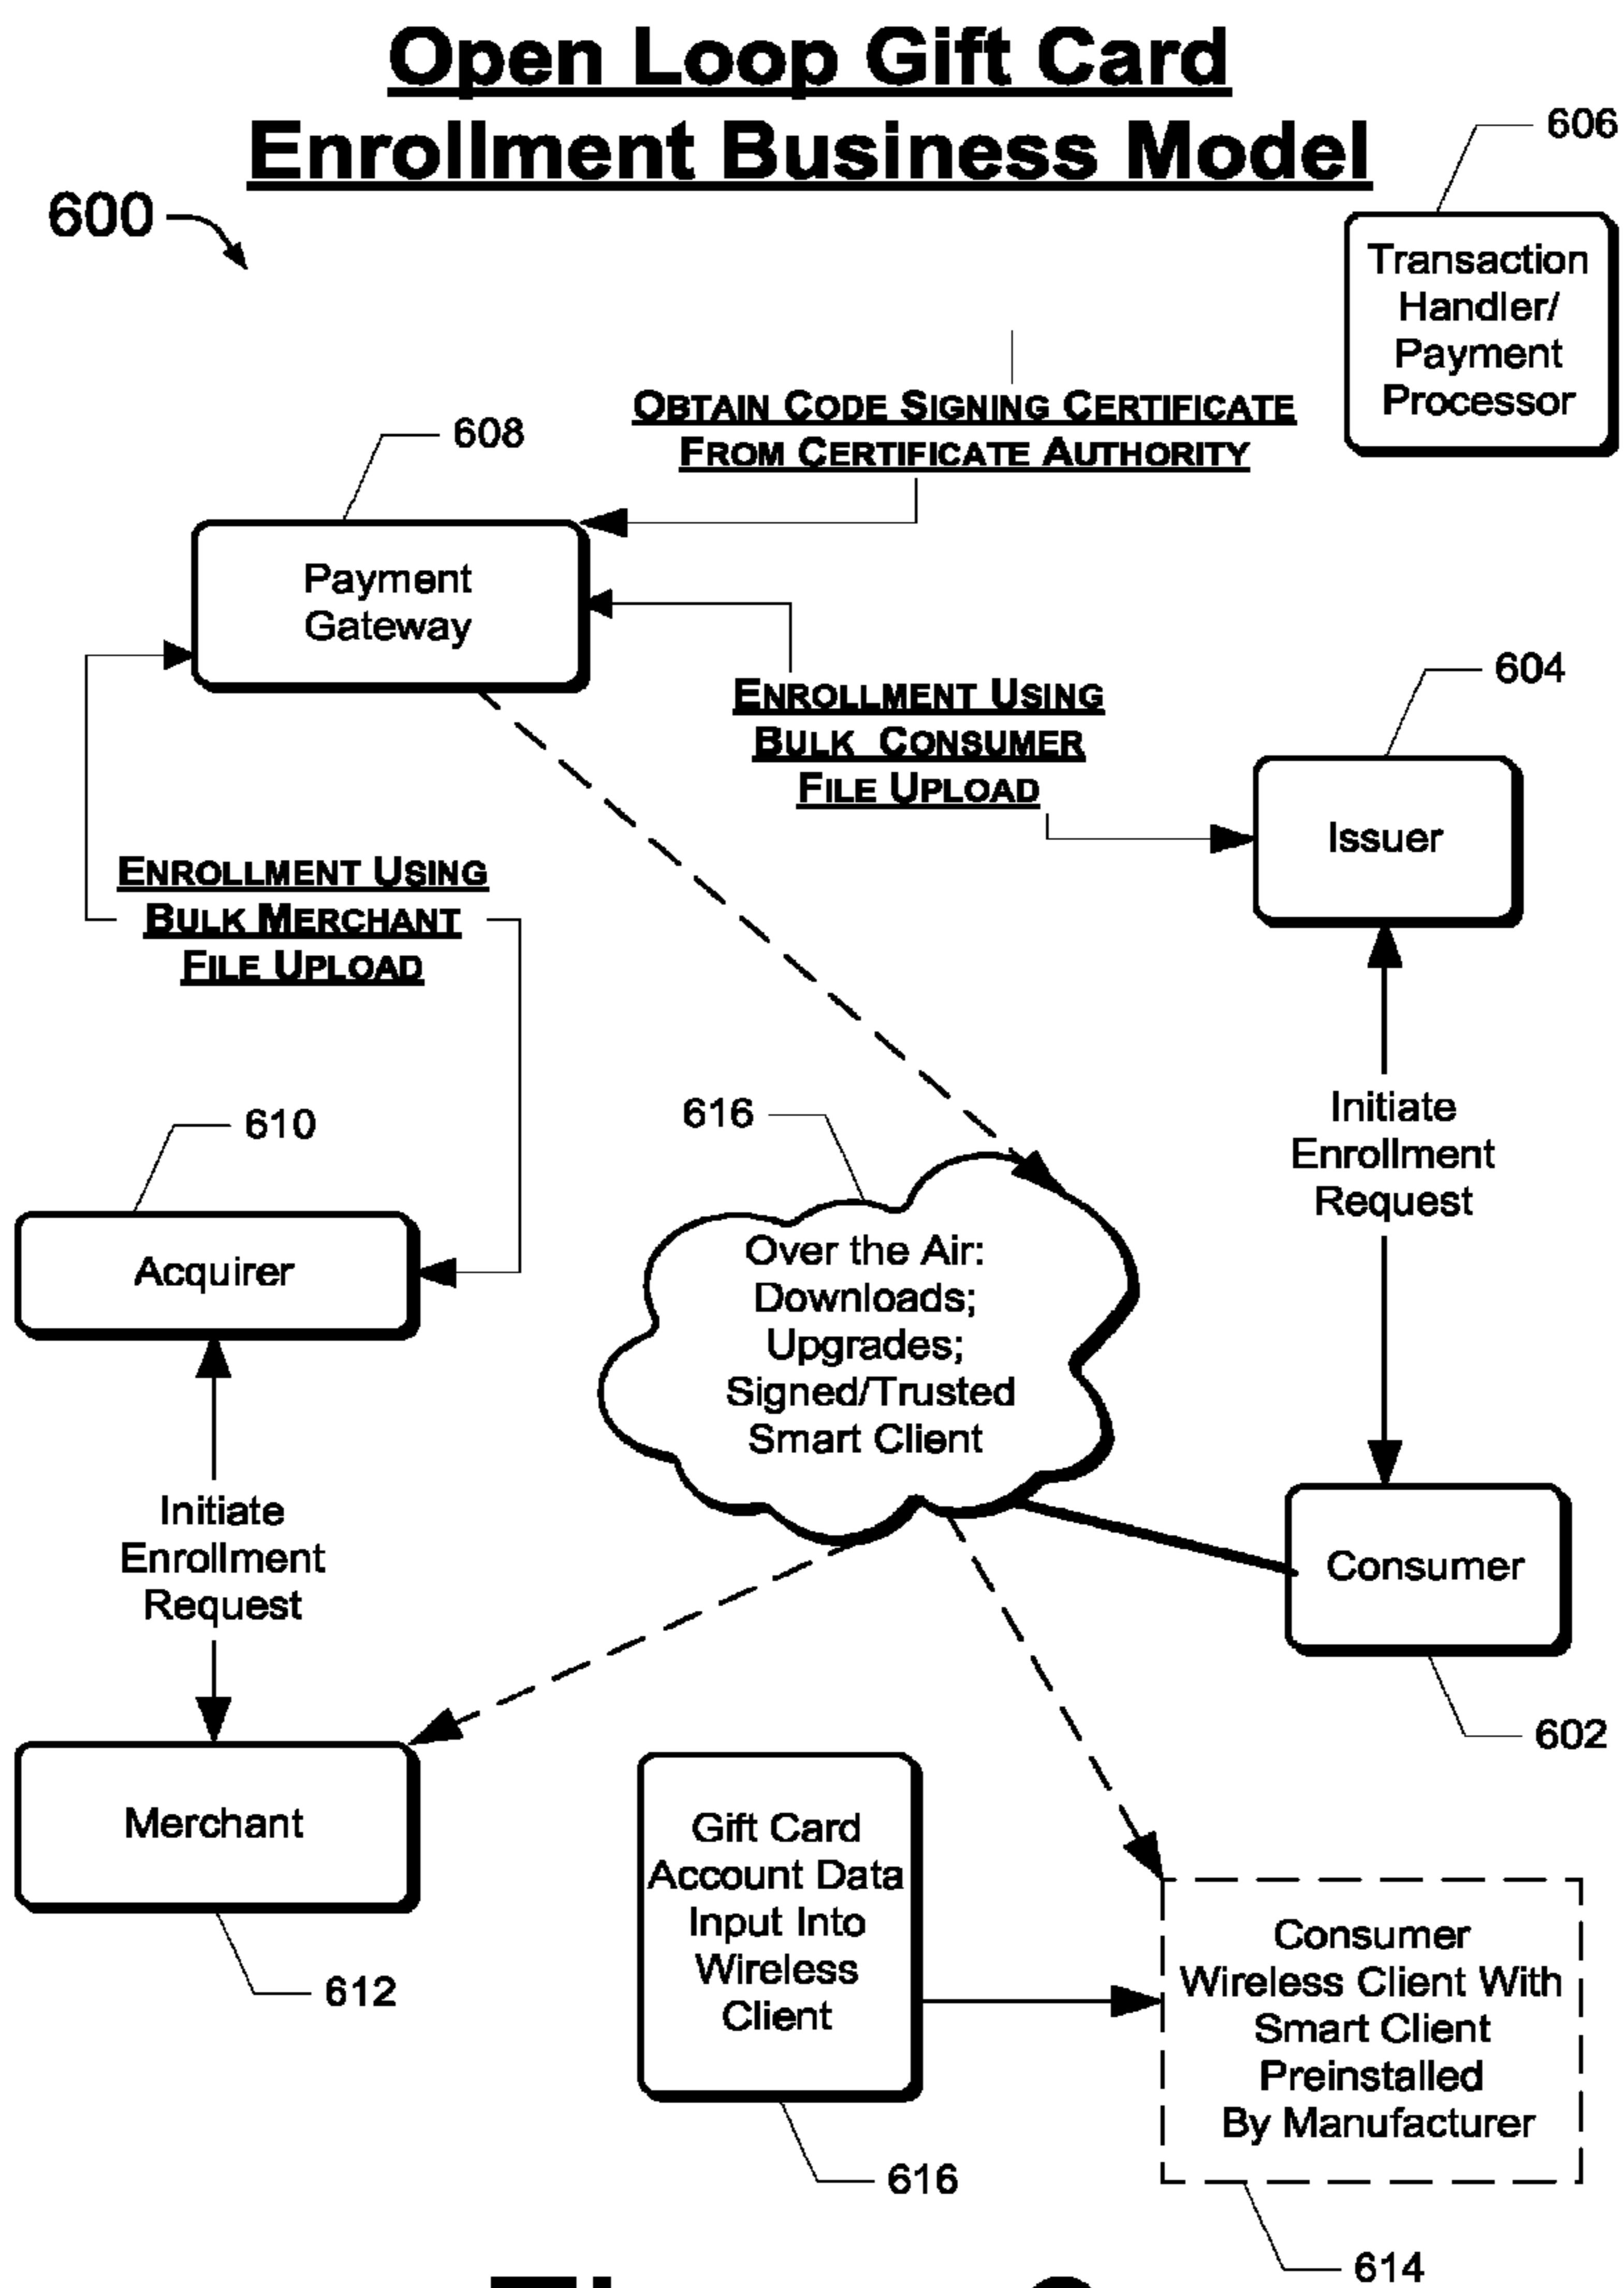 Open Loop Gift Card
Enrollment Business Model
600
606
Transaction
Handler/
Payment
Processor
OBTAIN CODE SIGNING CERTIFICATE
FROM CERTIFICATE AUTHORITY
608
Payment
Gateway
604
ENROLLMENT USING
BULK CONSUMER
FILE UPLOAD
Issuer
ENROLLMENT USING
BULK MERCHANT
FILE UPLOAD
Initiate
Enrollment
Request
610
616
Acquirer
Over the Air:
Downloads;
Upgrades;
Signed/Trusted
Smart Client
Initiate
Enrollment
Request
Consumer
602
Merchant
612
Gift Card
Account Data
Input Into
Wireless
Client
616
Consumer
Wireless Client With
Smart Client
Preinstalled
By Manufacturer
614